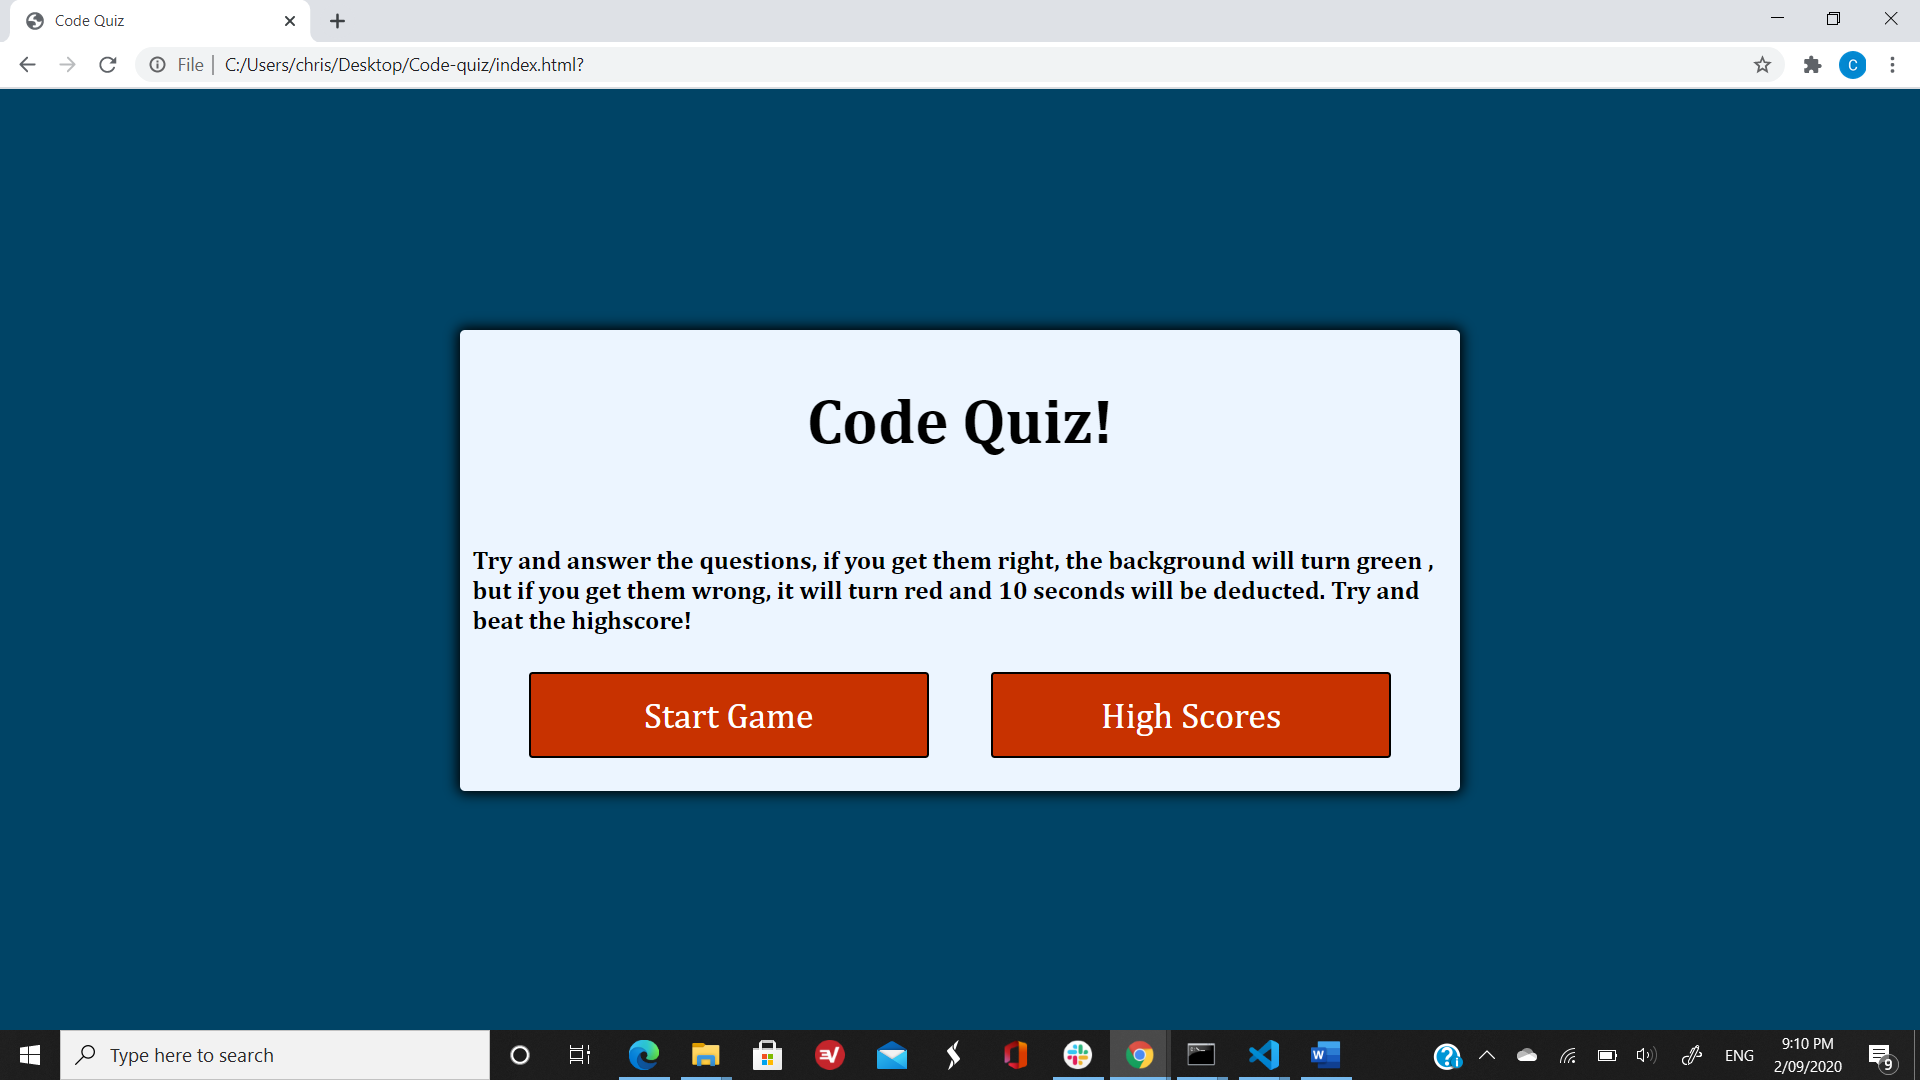 Code Quiz
File
C:/Users/chris/Desktop/Code-quiz/index.html?
C
Code Quiz!
Try and answer the questions, if you get them right, the background will turn green ,
but if you get them wrong, it will turn red and 10 seconds will be deducted. Try and
beat the highscore!
Start Game
High Scores
Type here to search
ENG
9:10 PM
2/09/2020
9